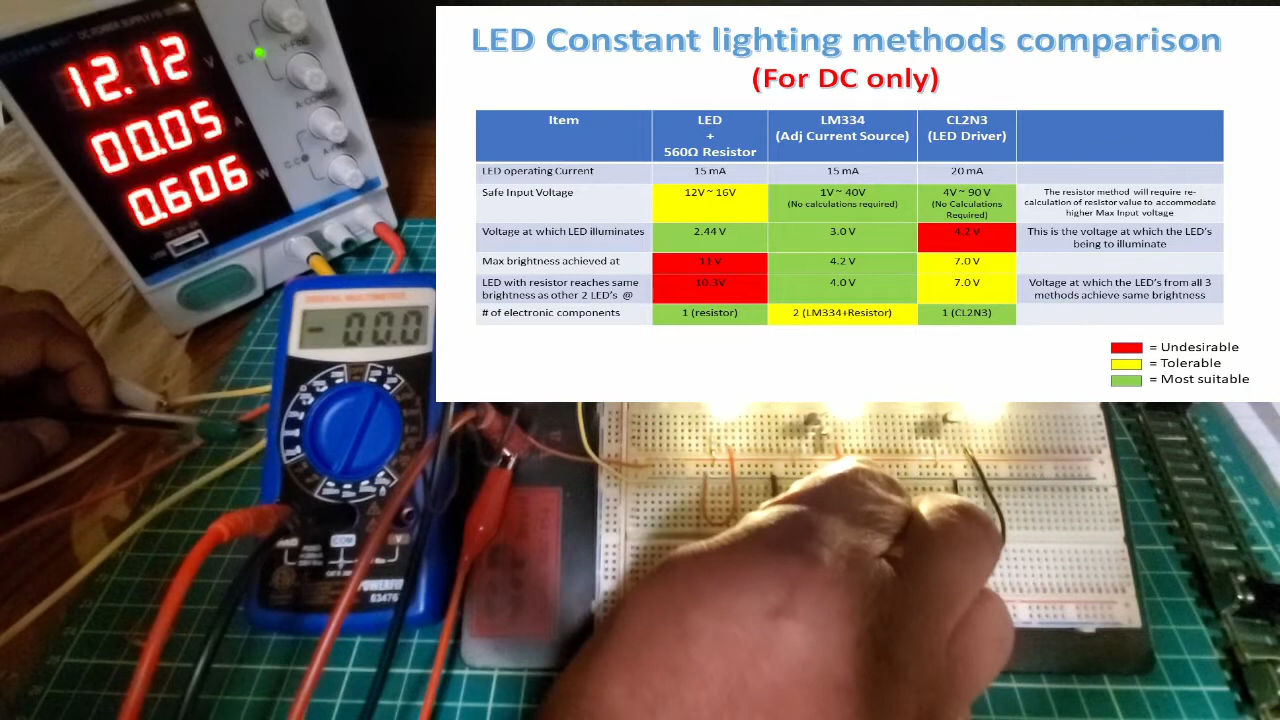 LED Constant lighting methods comparison
(For DC only)
Item
LED
+
560Ω Resistor
LM334
(Adj Current Source)
CL2N3
(LED Driver)
LED operating Current
15 mA
15 mA
20 mA
Safe Input Voltage
12V ~ 16V
1V ~ 40V
(No calculations required)
4V ~ 90 V
(No Calculations
Required)
The resistor method will require re-
calculation of resistor value to accommodate
higher Max Input voltage
Voltage at which LED illuminates
2.44 V
3.0 V
4.2 V
This is the voltage at which the LED's
being to illuminate
Max brightness achieved at
11 V
4.2 V
7.0 V
LED with resistor reaches same
brightness as other 2 LED's @
10.3V
4.0 V
7.0 V
Voltage at which the LED's from all 3
methods achieve same brightness
# of electronic components
1 (resistor)
2 (LM334+Resistor)
1 (CL2N3)
= Undesirable
= Tolerable
= Most suitable
12.12 V
00.05 A
0.606 W
V-FINE
DIGITAL MULTIMETER
- 00.0
COM
V